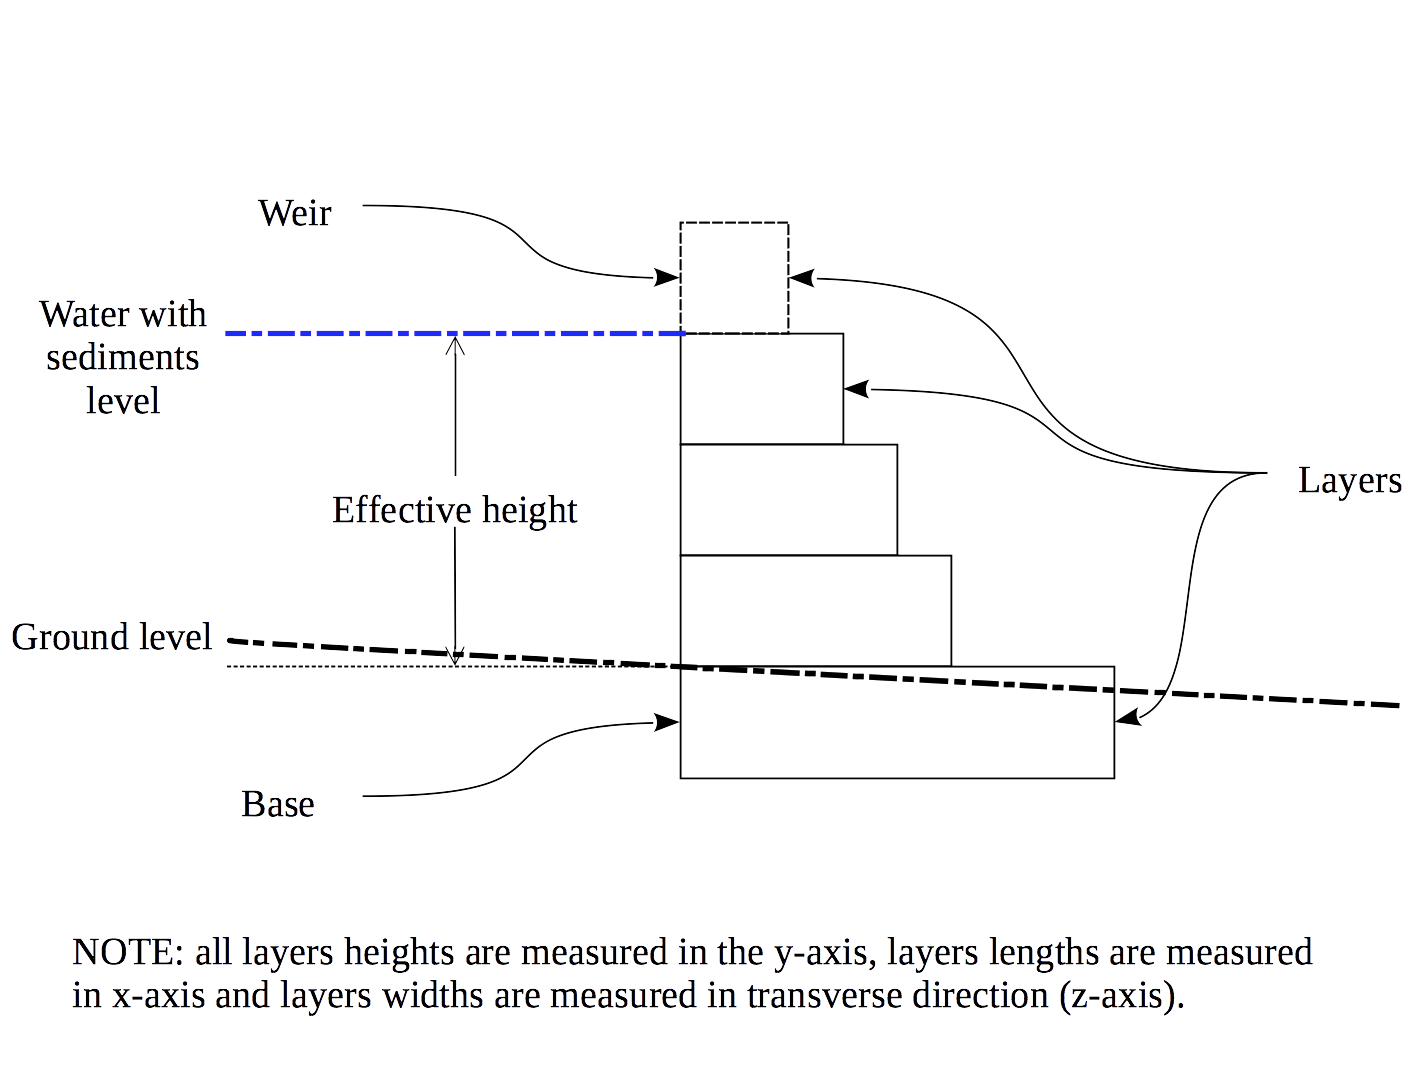 Weir
Water with
sediments
level
Effective height
Layers
Ground level
Base
NOTE: all layers heights are measured in the y-axis, layers lengths are measured
in x-axis and layers widths are measured in transverse direction (z-axis).